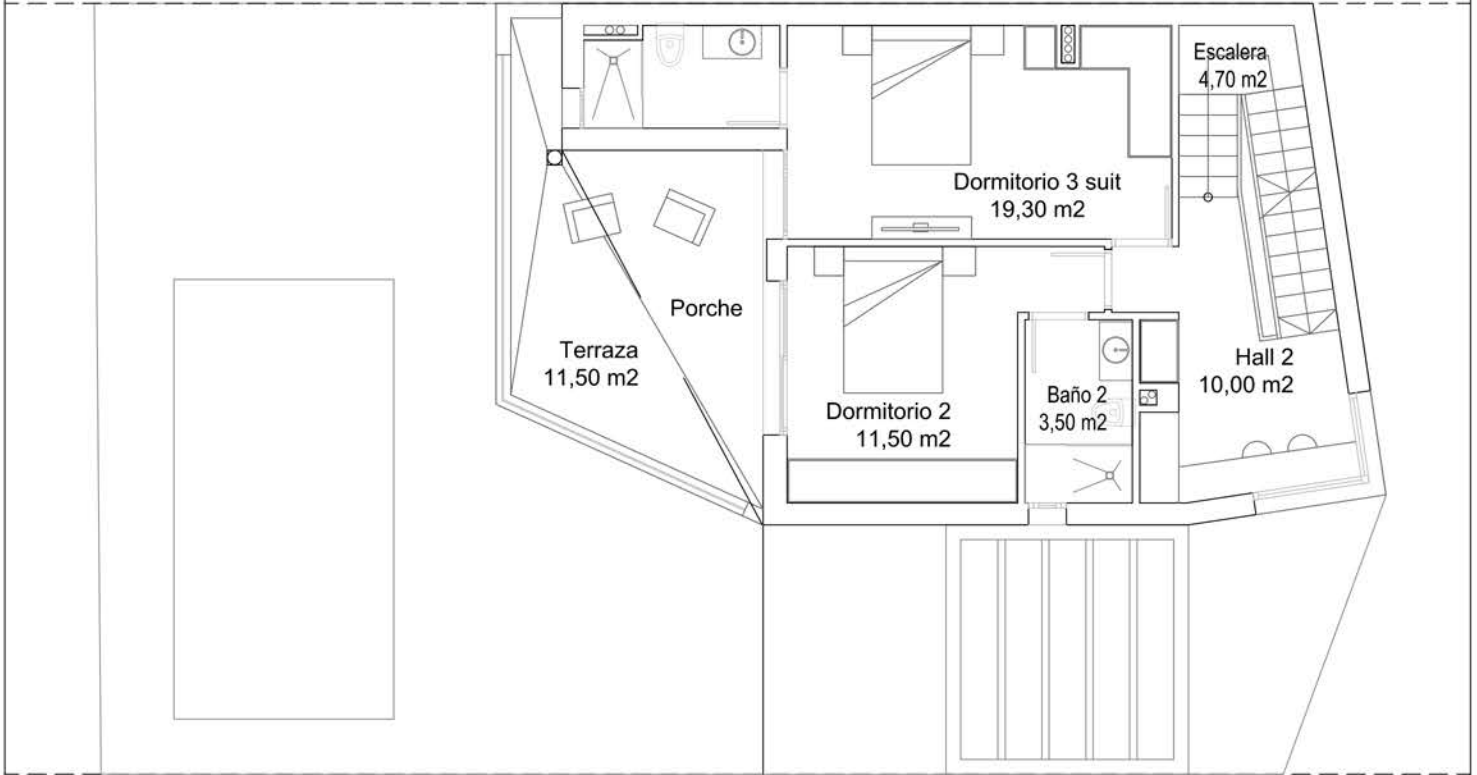 Escalera
4,70 m2
Dormitorio 3 suit
19,30 m2
Porche
Terraza
11,50 m2
Dormitorio 2
11,50 m2
Baño 2
3,50 m2
Hall 2
10,00 m2